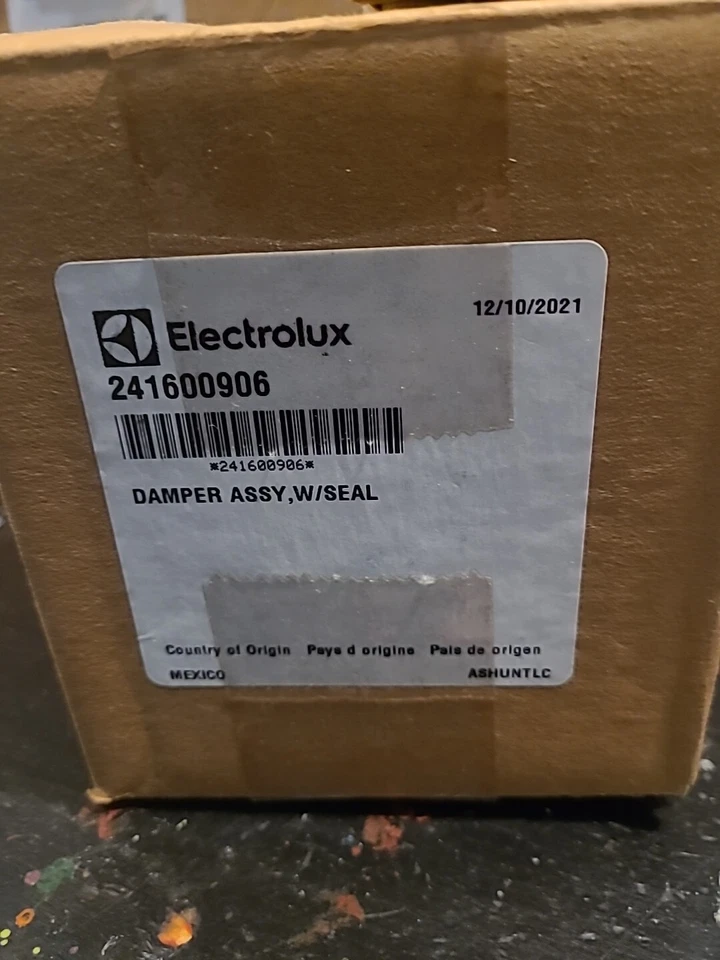 12/10/2021
Electrolux
241600906
*241600906*
DAMPER ASSY,W/SEAL
Country of Origin Pays d origine Pais de origen
MEXICO ASHUNTLC